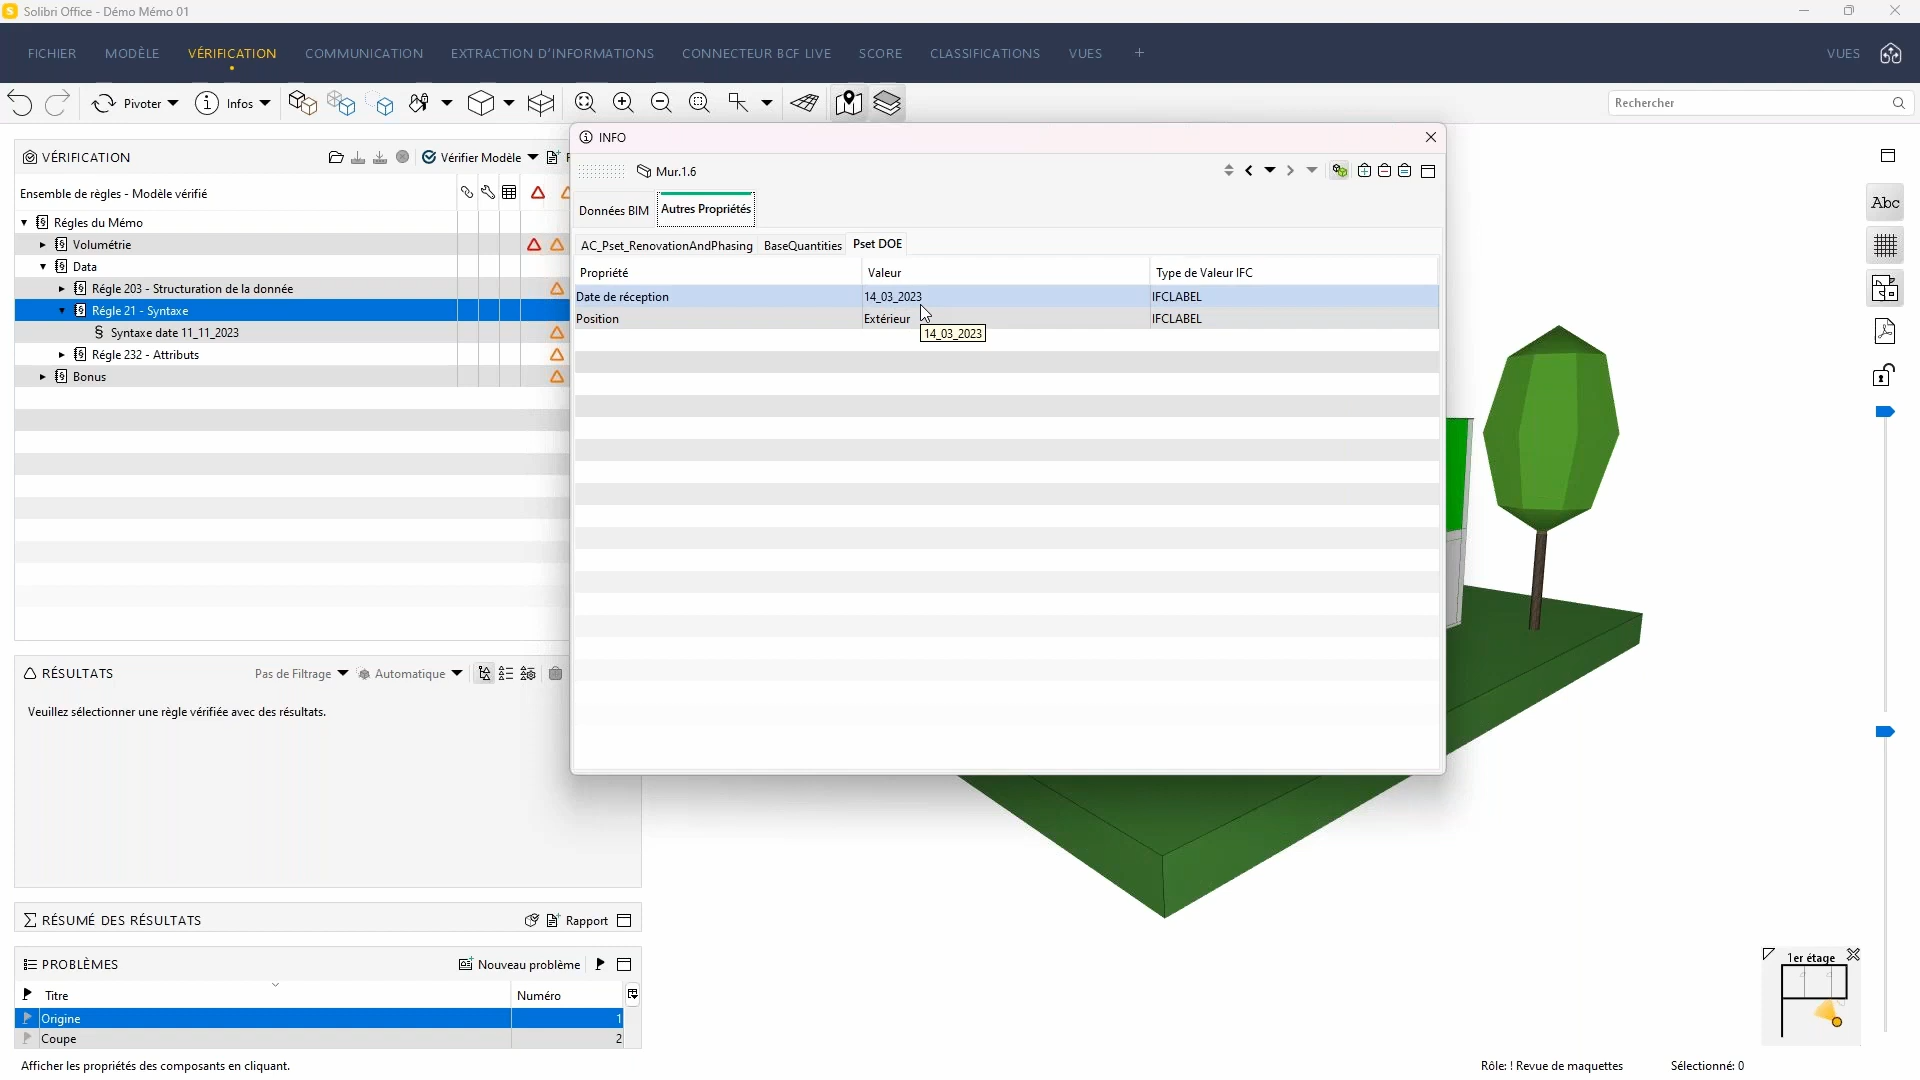 Solibri Office - Démo Mémo 01
FICHIER MODÈLE VÉRIFICATION COMMUNICATION EXTRACTION D'INFORMATIONS CONNECTEUR BCF LIVE SCORE CLASSIFICATIONS VUES + VUES
Pivoter Infos Rechercher
VÉRIFICATION Vérifier Modèle
Ensemble de règles - Modèle vérifié
Régles du Mémo
Volumétrie
Data
Régle 203 - Structuration de la donnée
Régle 21 - Syntaxe
§ Syntaxe date 11_11_2023
Régle 232 - Attributs
Bonus
INFO
Mur.1.6
Données BIM Autres Propriétés
AC_Pset_RenovationAndPhasing BaseQuantities Pset DOE
Propriété Valeur Type de Valeur IFC
Date de réception 14_03_2023 IFCLABEL
Position Extérieur IFCLABEL
14_03_2023
Abc
RÉSULTATS Pas de Filtrage Automatique
Veuillez sélectionner une règle vérifiée avec des résultats.
RÉSUMÉ DES RÉSULTATS Rapport
PROBLÈMES Nouveau problème
Titre Numéro
Origine 1
Coupe 2
1er étage
Afficher les propriétés des composants en cliquant. Rôle: ! Revue de maquettes Sélectionné: 0